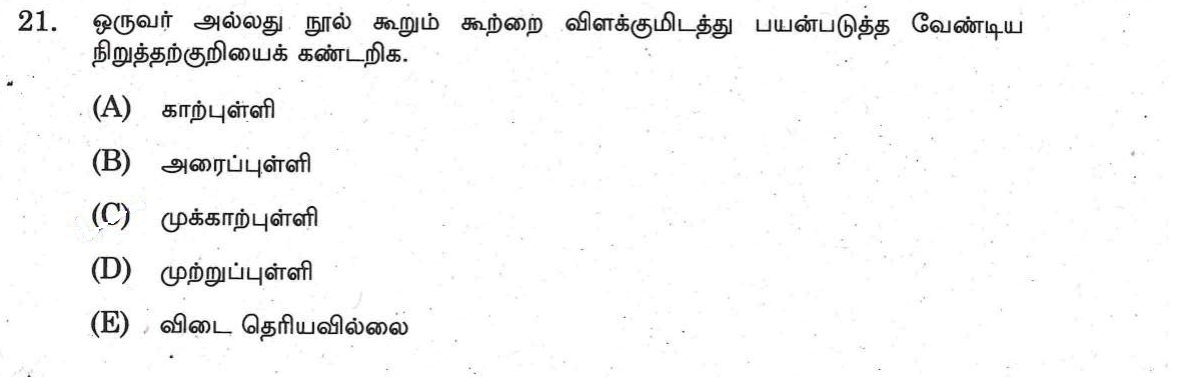 21. ஒருவர் அல்லது நூல் கூறும் கூற்றை விளக்குமிடத்து பயன்படுத்த வேண்டிய
நிறுத்தற்குறியைக் கண்டறிக.
(A) காற்புள்ளி
(B) அரைப்புள்ளி
(C) முக்காற்புள்ளி
(D) முற்றுப்புள்ளி
(E) விடை தெரியவில்லை